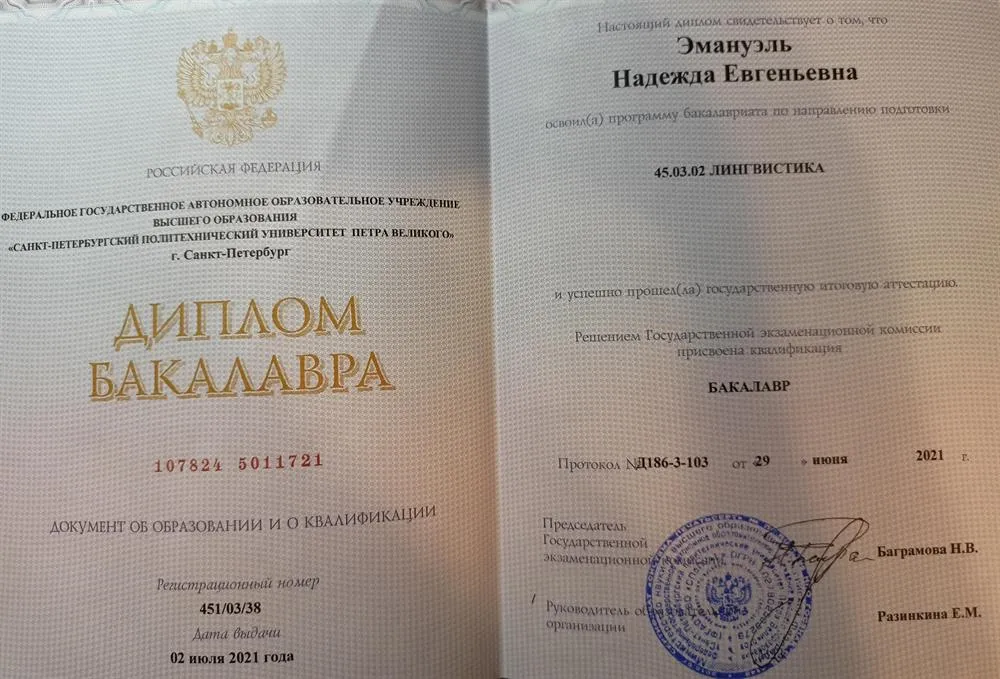 РОССИЙСКАЯ ФЕДЕРАЦИЯ
ФЕДЕРАЛЬНОЕ ГОСУДАРСТВЕННОЕ АВТОНОМНОЕ ОБРАЗОВАТЕЛЬНОЕ УЧРЕЖДЕНИЕ
ВЫСШЕГО ОБРАЗОВАНИЯ
«САНКТ-ПЕТЕРБУРГСКИЙ ПОЛИТЕХНИЧЕСКИЙ УНИВЕРСИТЕТ ПЕТРА ВЕЛИКОГО»
г. Санкт-Петербург
ДИПЛОМ
БАКАЛАВРА
107824 5011721
ДОКУМЕНТ ОБ ОБРАЗОВАНИИ И О КВАЛИФИКАЦИИ
Регистрационный номер
451/03/38
Дата выдачи
02 июля 2021 года
Настоящий диплом свидетельствует о том, что
Эмануэль
Надежда Евгеньевна
освоил(а) программу бакалавриата по направлению подготовки
45.03.02 ЛИНГВИСТИКА
и успешно прошел(ла) государственную итоговую аттестацию.
Решением Государственной экзаменационной комиссии
присвоена квалификация
БАКАЛАВР
Протокол №Д186-3-103 от «29 » июня 2021 г.
Председатель
Государственной
экзаменационной
Баграмова Н.В.
Руководитель
организации
Разинкина Е.М.